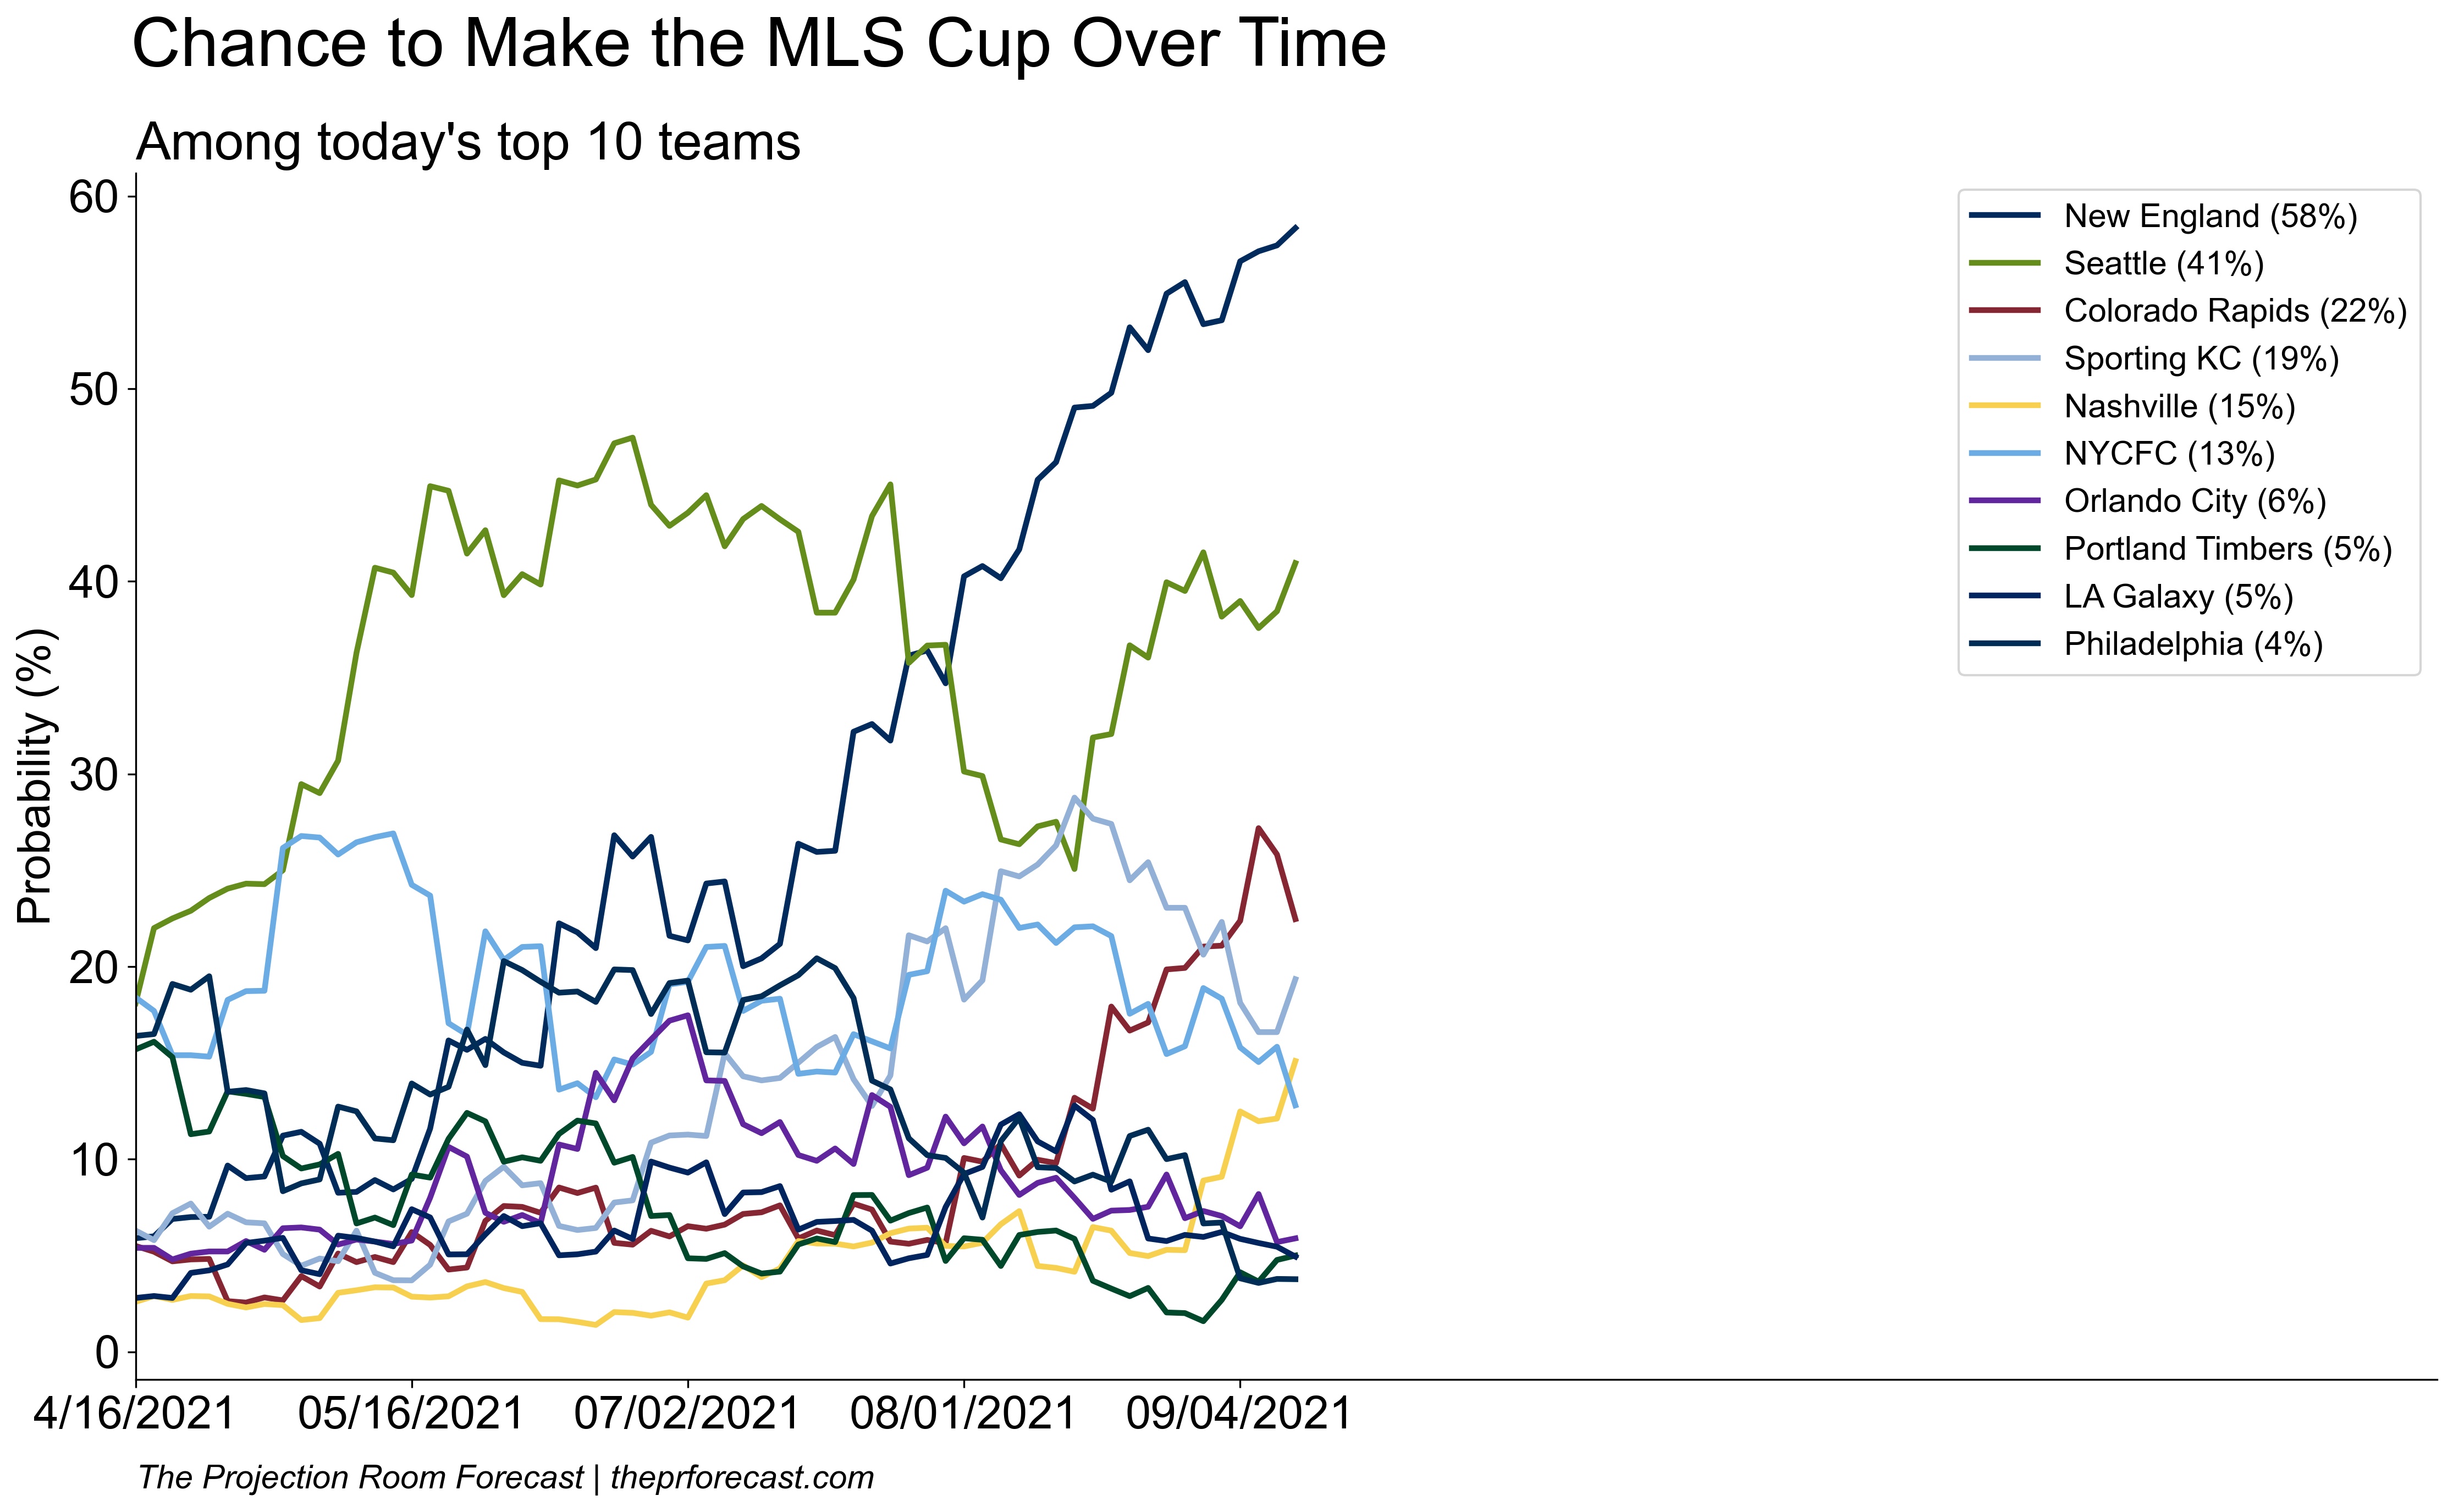 Chance to Make the MLS Cup Over Time
Among today's top 10 teams
Probability (%)
60
50
40
30
20
10
0
4/16/2021 05/16/2021 07/02/2021 08/01/2021 09/04/2021
New England (58%)
Seattle (41%)
Colorado Rapids (22%)
Sporting KC (19%)
Nashville (15%)
NYCFC (13%)
Orlando City (6%)
Portland Timbers (5%)
LA Galaxy (5%)
Philadelphia (4%)
The Projection Room Forecast | theprforecast.com